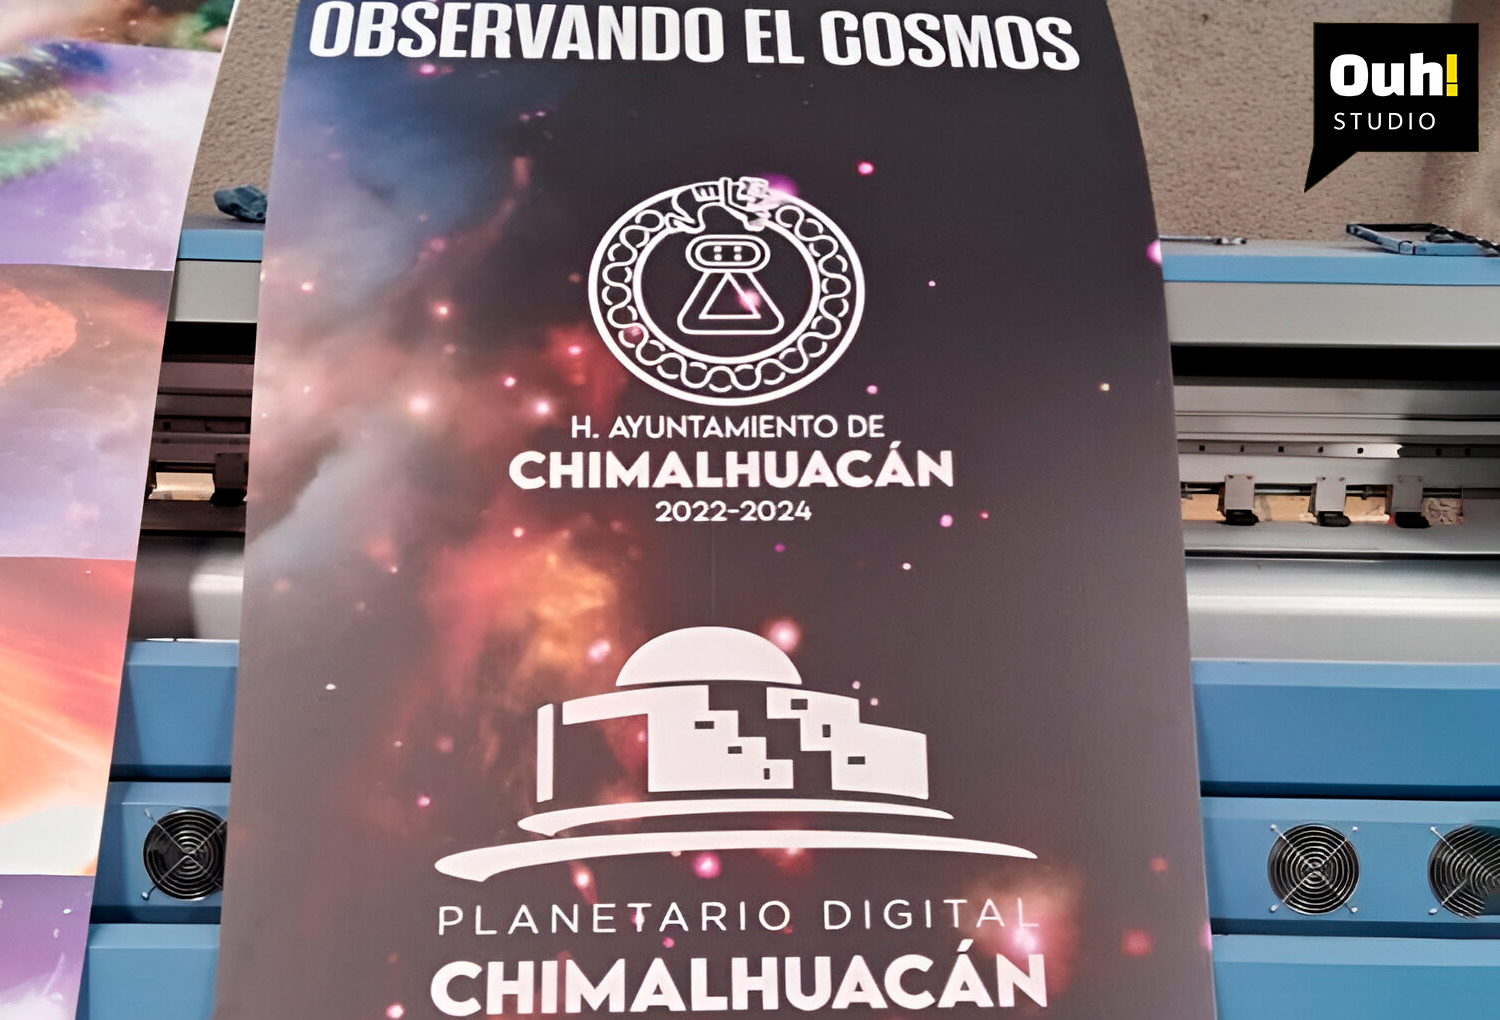 OBSERVANDO EL COSMOS
Ouh!
STUDIO
H. AYUNTAMIENTO DE
CHIMALHUACÁN
2022-2024
PLANETARIO DIGITAL
CHIMALHUACÁN